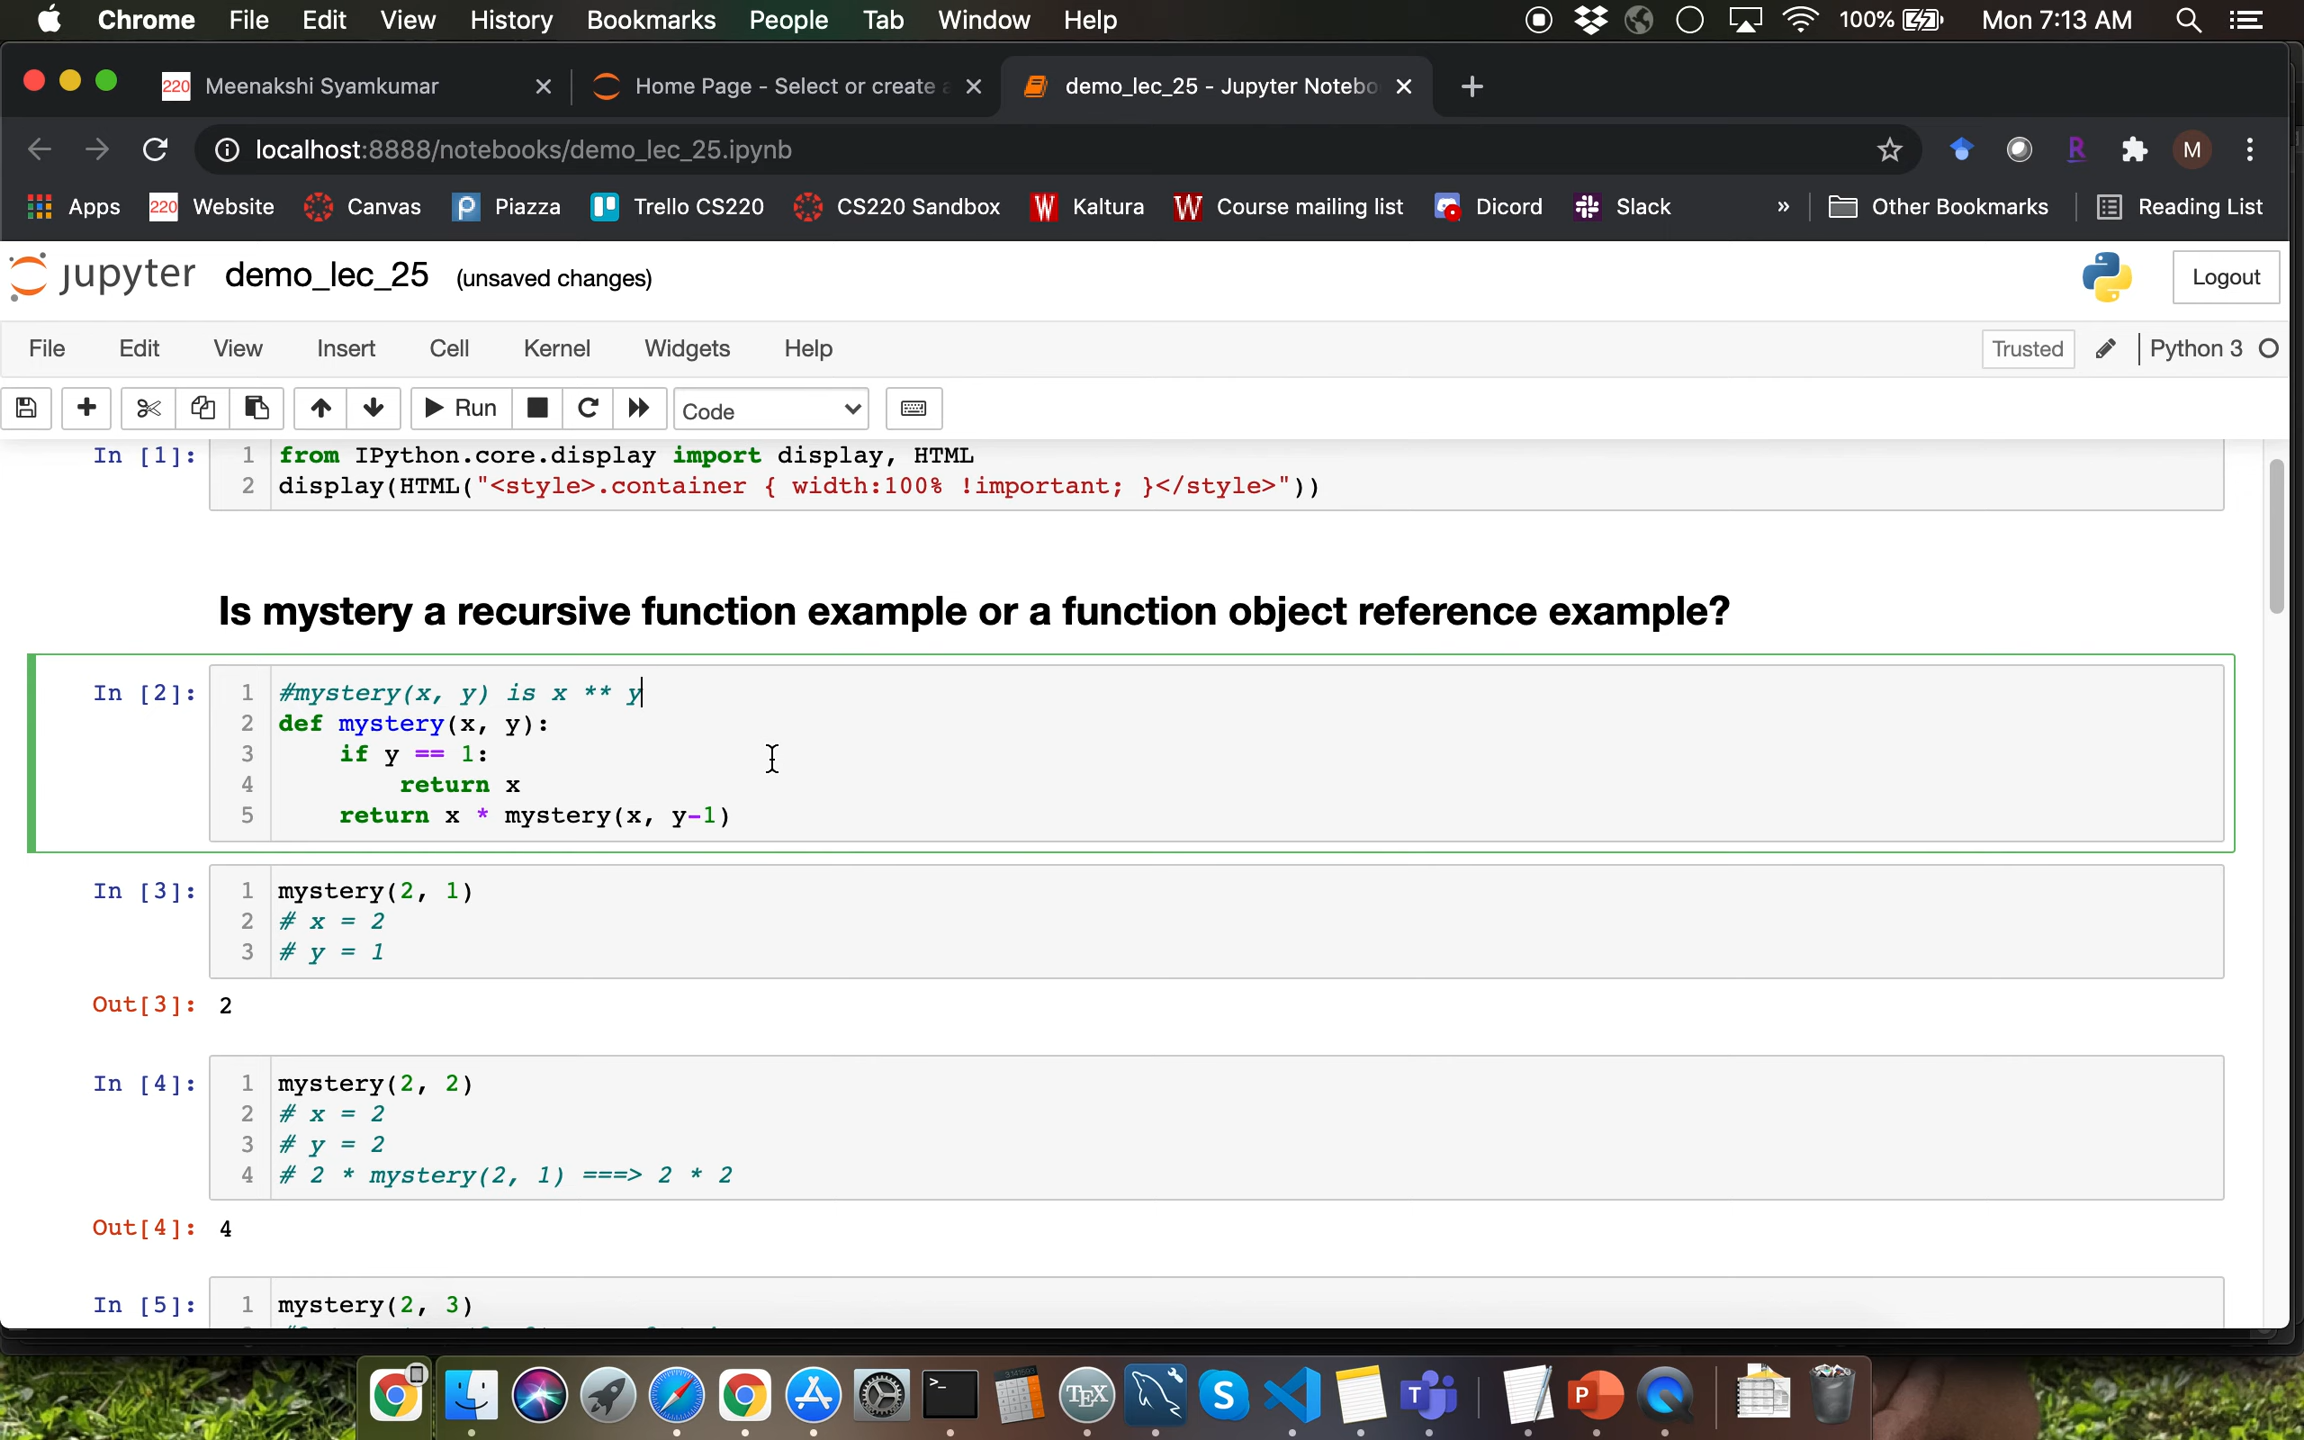 Chrome File Edit View History Bookmarks People Tab Window Help 100% Mon 7:13 AM
220 Meenakshi Syamkumar Home Page - Select or create a demo_lec_25 - Jupyter Notebo
localhost:8888/notebooks/demo_lec_25.ipynb R M
Apps 220 Website Canvas Piazza Trello CS220 CS220 Sandbox Kaltura Course mailing list Dicord Slack » Other Bookmarks Reading List
jupyter demo_lec_25 (unsaved changes) Logout
File Edit View Insert Cell Kernel Widgets Help Trusted Python 3
Run Code
In [1]: 1 from IPython.core.display import display, HTML
2 display(HTML("<style>.container { width:100% !important; }</style>"))
Is mystery a recursive function example or a function object reference example?
In [2]: 1 #mystery(x, y) is x ** y
2 def mystery(x, y):
3 if y == 1:
4 return x
5 return x * mystery(x, y-1)
In [3]: 1 mystery(2, 1)
2 # x = 2
3 # y = 1
Out[3]: 2
In [4]: 1 mystery(2, 2)
2 # x = 2
3 # y = 2
4 # 2 * mystery(2, 1) ===> 2 * 2
Out[4]: 4
In [5]: 1 mystery(2, 3)